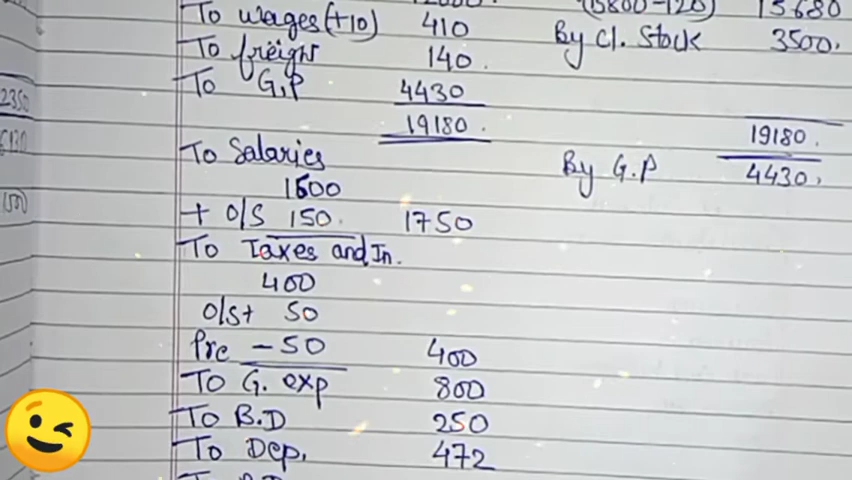 (15800-120) 15680
To wages (+10) 410 By Cl. Stock 3500.
To freight 140.
To G.P 4430
2350
19180. 19180.
To Salaries By G.P 4430.
1600
+ O/S 150. 1750
To Taxes and In.
400
O/S+ 50
Pre - 50 400
To G. exp 800
To B.D 250
To Dep. 472